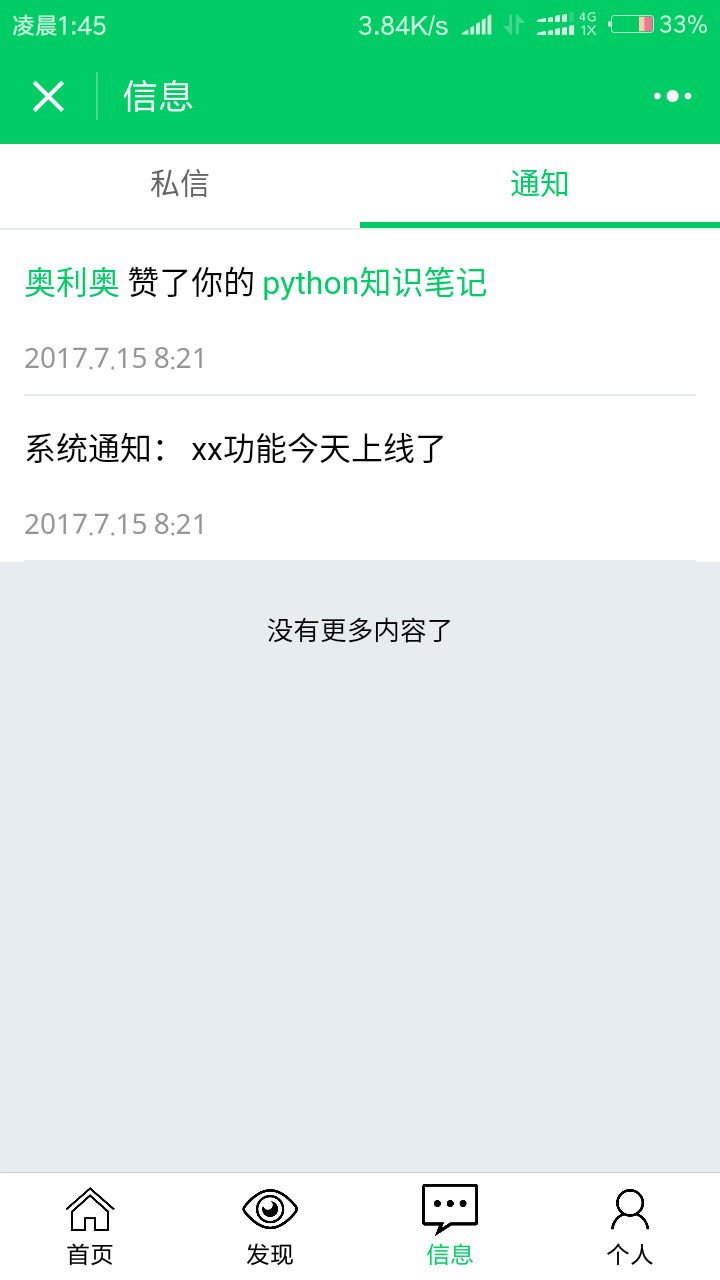 凌晨1:45 3.84K/s 4G 1X 33%
信息
私信 通知
奥利奥 赞了你的 python知识笔记
2017.7.15 8:21
系统通知： xx功能今天上线了
2017.7.15 8:21
没有更多内容了
首页 发现 信息 个人